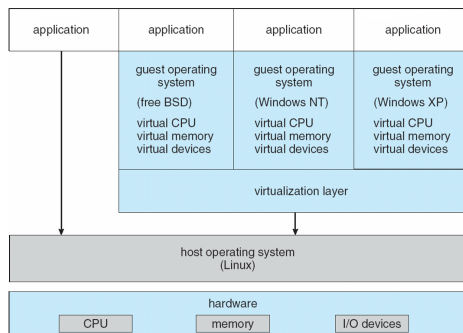 application
application
application
application
guest operating
system
(free BSD)
virtual CPU
virtual memory
virtual devices
guest operating
system
(Windows NT)
virtual CPU
virtual memory
virtual devices
guest operating
system
(Windows XP)
virtual CPU
virtual memory
virtual devices
virtualization layer
host operating system
(Linux)
hardware
CPU
memory
I/O devices